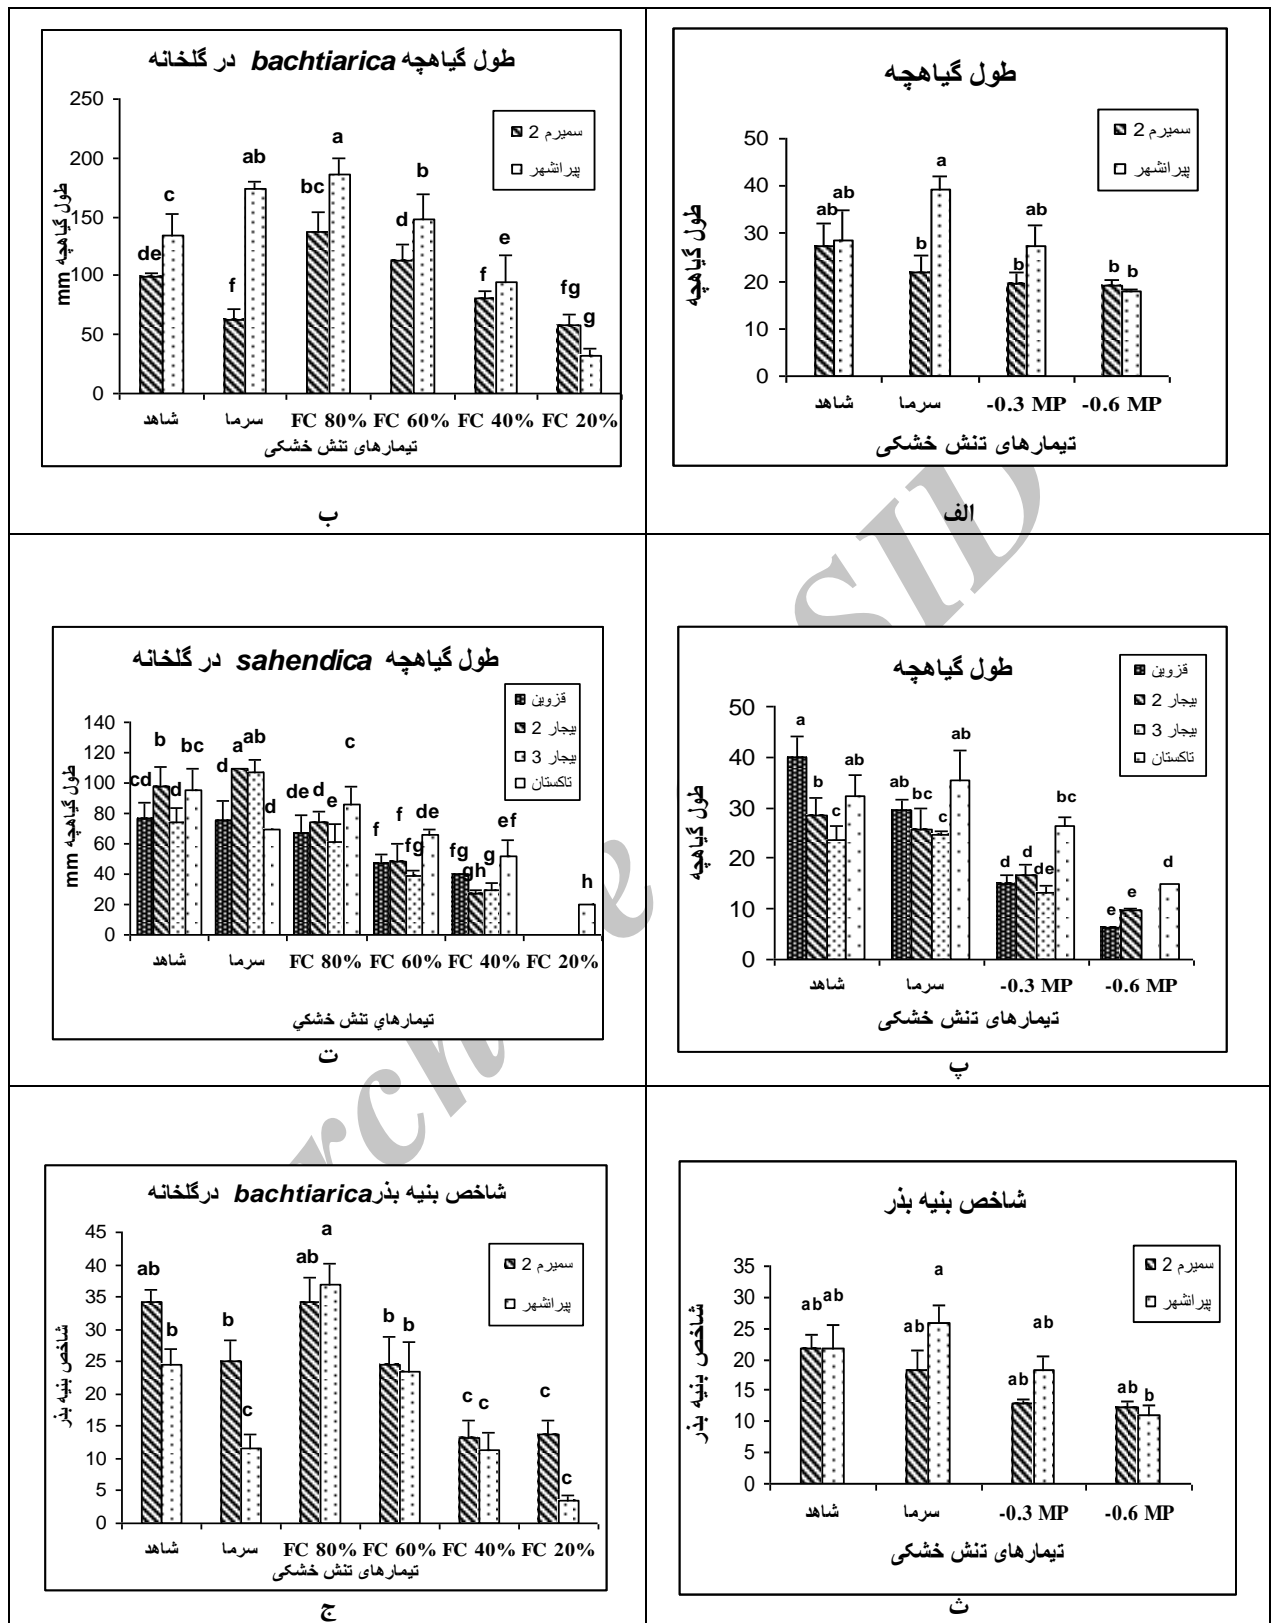 طول گیاهچه
50
40
30
20
10
0
طول گیاهچه
سمیرم 2
پیرانشهر
ab ab b a b ab b b
شاهد سرما -0.3 MP -0.6 MP
تیمارهای تنش خشکی
الف
طول گیاهچه bachtiarica در گلخانه
250
200
150
100
50
0
طول گیاهچه mm
سمیرم 2
پیرانشهر
de c f ab bc a d b f e fg g
شاهد سرما FC 80% FC 60% FC 40% FC 20%
تیمارهای تنش خشکی
ب
طول گیاهچه
50
40
30
20
10
0
طول گیاهچه
قزوین
بیجار 2
بیجار 3
تاکستان
a b c ab ab bc c ab d d de bc e e d
شاهد سرما -0.3 MP -0.6 MP
تیمارهای تنش خشکی
پ
طول گیاهچه sahendica در گلخانه
140
120
100
80
60
40
20
0
طول گیاهچه mm
قزوین
بیجار 2
بیجار 3
تاکستان
cd b d bc d a ab d de d e c f f fg de fg gh g ef h
شاهد سرما FC 80% FC 60% FC 40% FC 20%
تیمارهاي تنش خشكي
ت
شاخص بنیه بذر
35
30
25
20
15
10
5
0
شاخص بنیه بذر
سمیرم 2
پیرانشهر
ab ab ab a ab ab ab b
شاهد سرما -0.3 MP -0.6 MP
تیمارهای تنش خشکی
ث
شاخص بنیه بذرbachtiarica درگلخانه
45
40
35
30
25
20
15
10
5
0
شاخص بنیه بذر
سمیرم 2
پیرانشهر
ab b b c ab a b b c c c c
شاهد سرما FC 80% FC 60% FC 40% FC 20%
تیمارهای تنش خشکی
ج